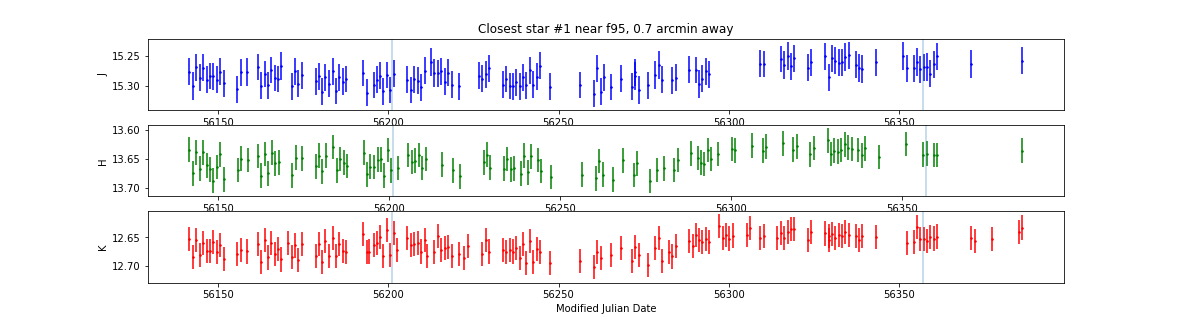 Closest star #1 near f95, 0.7 arcmin away
J
15.25
15.30
56150 56200 56250 56300 56350
H
13.60
13.65
13.70
56150 56200 56250 56300 56350
K
12.65
12.70
56150 56200 56250 56300 56350
Modified Julian Date